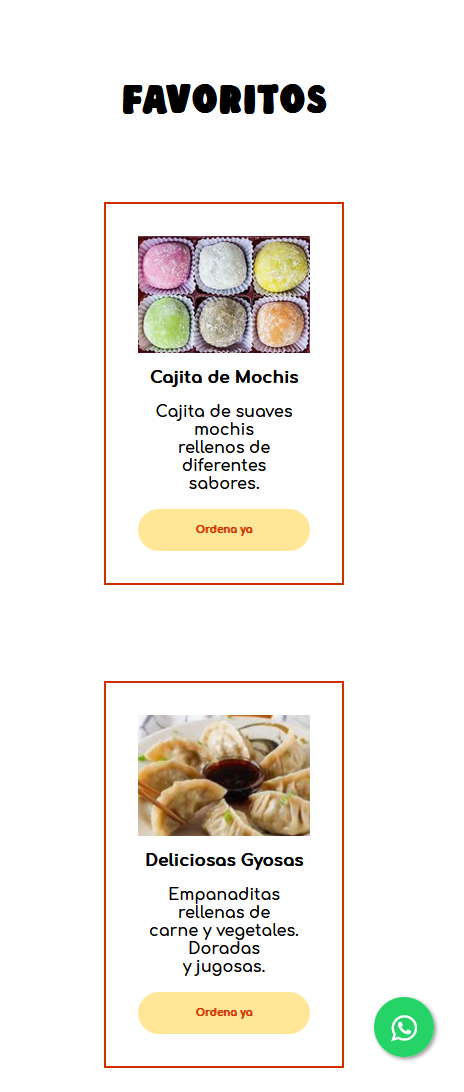 FAVORITOS
Cajita de Mochis
Cajita de suaves
mochis
rellenos de
diferentes
sabores.
Ordena ya
Deliciosas Gyosas
Empanaditas
rellenas de
carne y vegetales.
Doradas
y jugosas.
Ordena ya